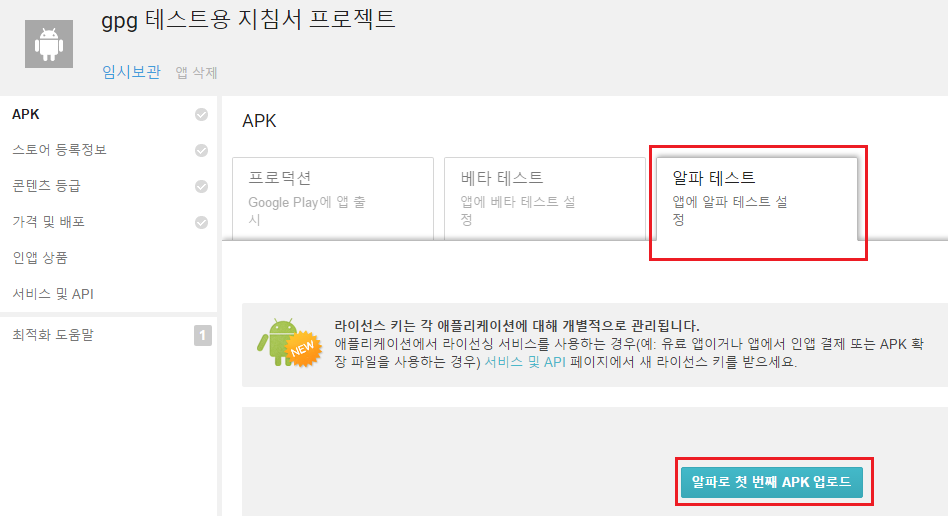 gpg 테스트용 지침서 프로젝트
임시보관 앱 삭제
APK
스토어 등록정보
콘텐츠 등급
가격 및 배포
인앱 상품
서비스 및 API
최적화 도움말 1
APK
프로덕션
Google Play에 앱 출
시
베타 테스트
앱에 베타 테스트 설
정
알파 테스트
앱에 알파 테스트 설
정
NEW
라이선스 키는 각 애플리케이션에 대해 개별적으로 관리됩니다.
애플리케이션에서 라이선싱 서비스를 사용하는 경우(예: 유료 앱이거나 앱에서 인앱 결제 또는 APK 확
장 파일을 사용하는 경우) 서비스 및 API 페이지에서 새 라이선스 키를 받으세요.
알파로 첫 번째 APK 업로드